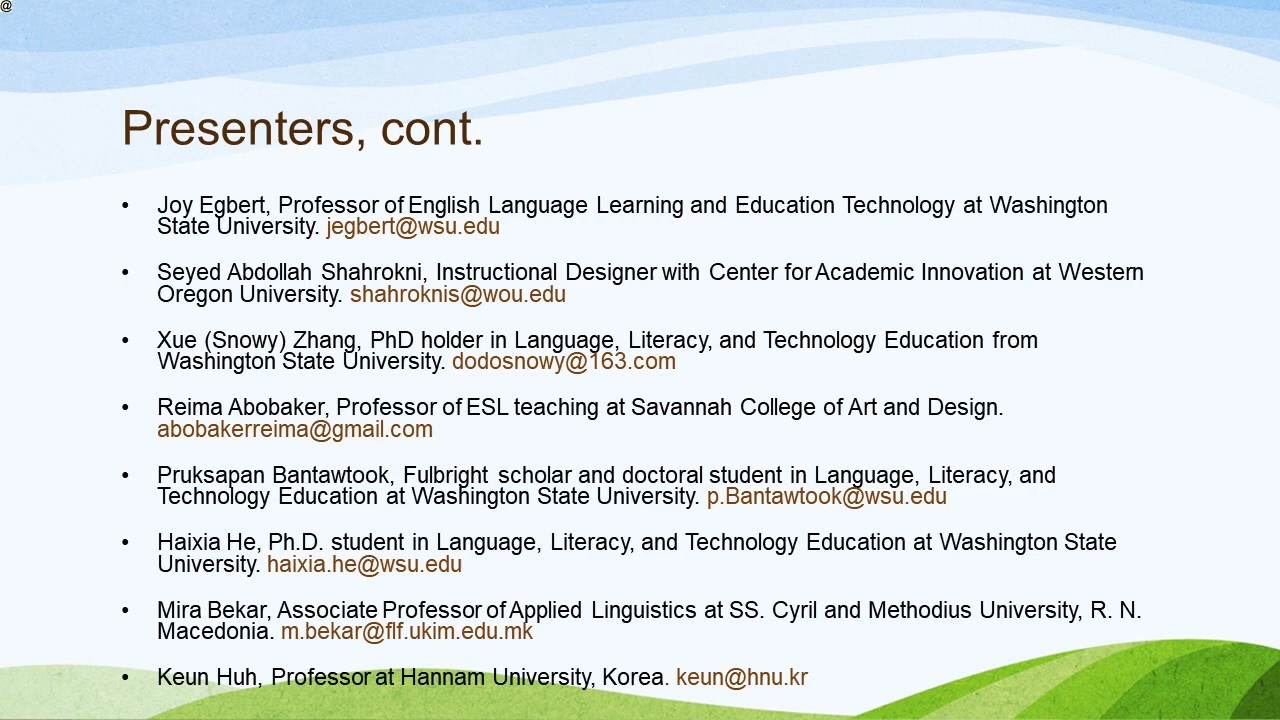 @
Presenters, cont.
• Joy Egbert, Professor of English Language Learning and Education Technology at Washington
State University. jegbert@wsu.edu
• Seyed Abdollah Shahrokni, Instructional Designer with Center for Academic Innovation at Western
Oregon University. shahroknis@wou.edu
• Xue (Snowy) Zhang, PhD holder in Language, Literacy, and Technology Education from
Washington State University. dodosnowy@163.com
• Reima Abobaker, Professor of ESL teaching at Savannah College of Art and Design.
abobakerreima@gmail.com
• Pruksapan Bantawtook, Fulbright scholar and doctoral student in Language, Literacy, and
Technology Education at Washington State University. p.Bantawtook@wsu.edu
• Haixia He, Ph.D. student in Language, Literacy, and Technology Education at Washington State
University. haixia.he@wsu.edu
• Mira Bekar, Associate Professor of Applied Linguistics at SS. Cyril and Methodius University, R. N.
Macedonia. m.bekar@flf.ukim.edu.mk
• Keun Huh, Professor at Hannam University, Korea. keun@hnu.kr